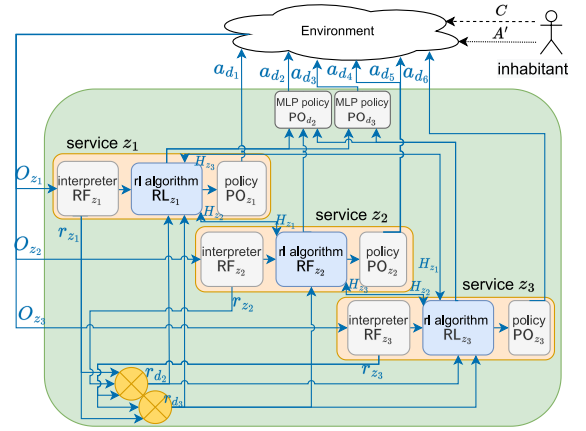 Environment
C
A′
inhabitant
a_{d_1} a_{d_2} a_{d_3} a_{d_4} a_{d_5} a_{d_6}
MLP policy
PO_{d_2}
MLP policy
PO_{d_3}
service z_1
O_{z_1}
interpreter
RF_{z_1}
rl algorithm
RL_{z_1}
policy
PO_{z_1}
H_{z_3}
H_{z_2}
r_{z_1}
H_{z_1}
service z_2
O_{z_2}
interpreter
RF_{z_2}
rl algorithm
RF_{z_2}
policy
PO_{z_2}
H_{z_1}
H_{z_3}
H_{z_2}
r_{z_2}
service z_3
O_{z_3}
interpreter
RF_{z_3}
rl algorithm
RL_{z_3}
policy
PO_{z_3}
r_{z_3}
r_{d_2}
r_{d_3}